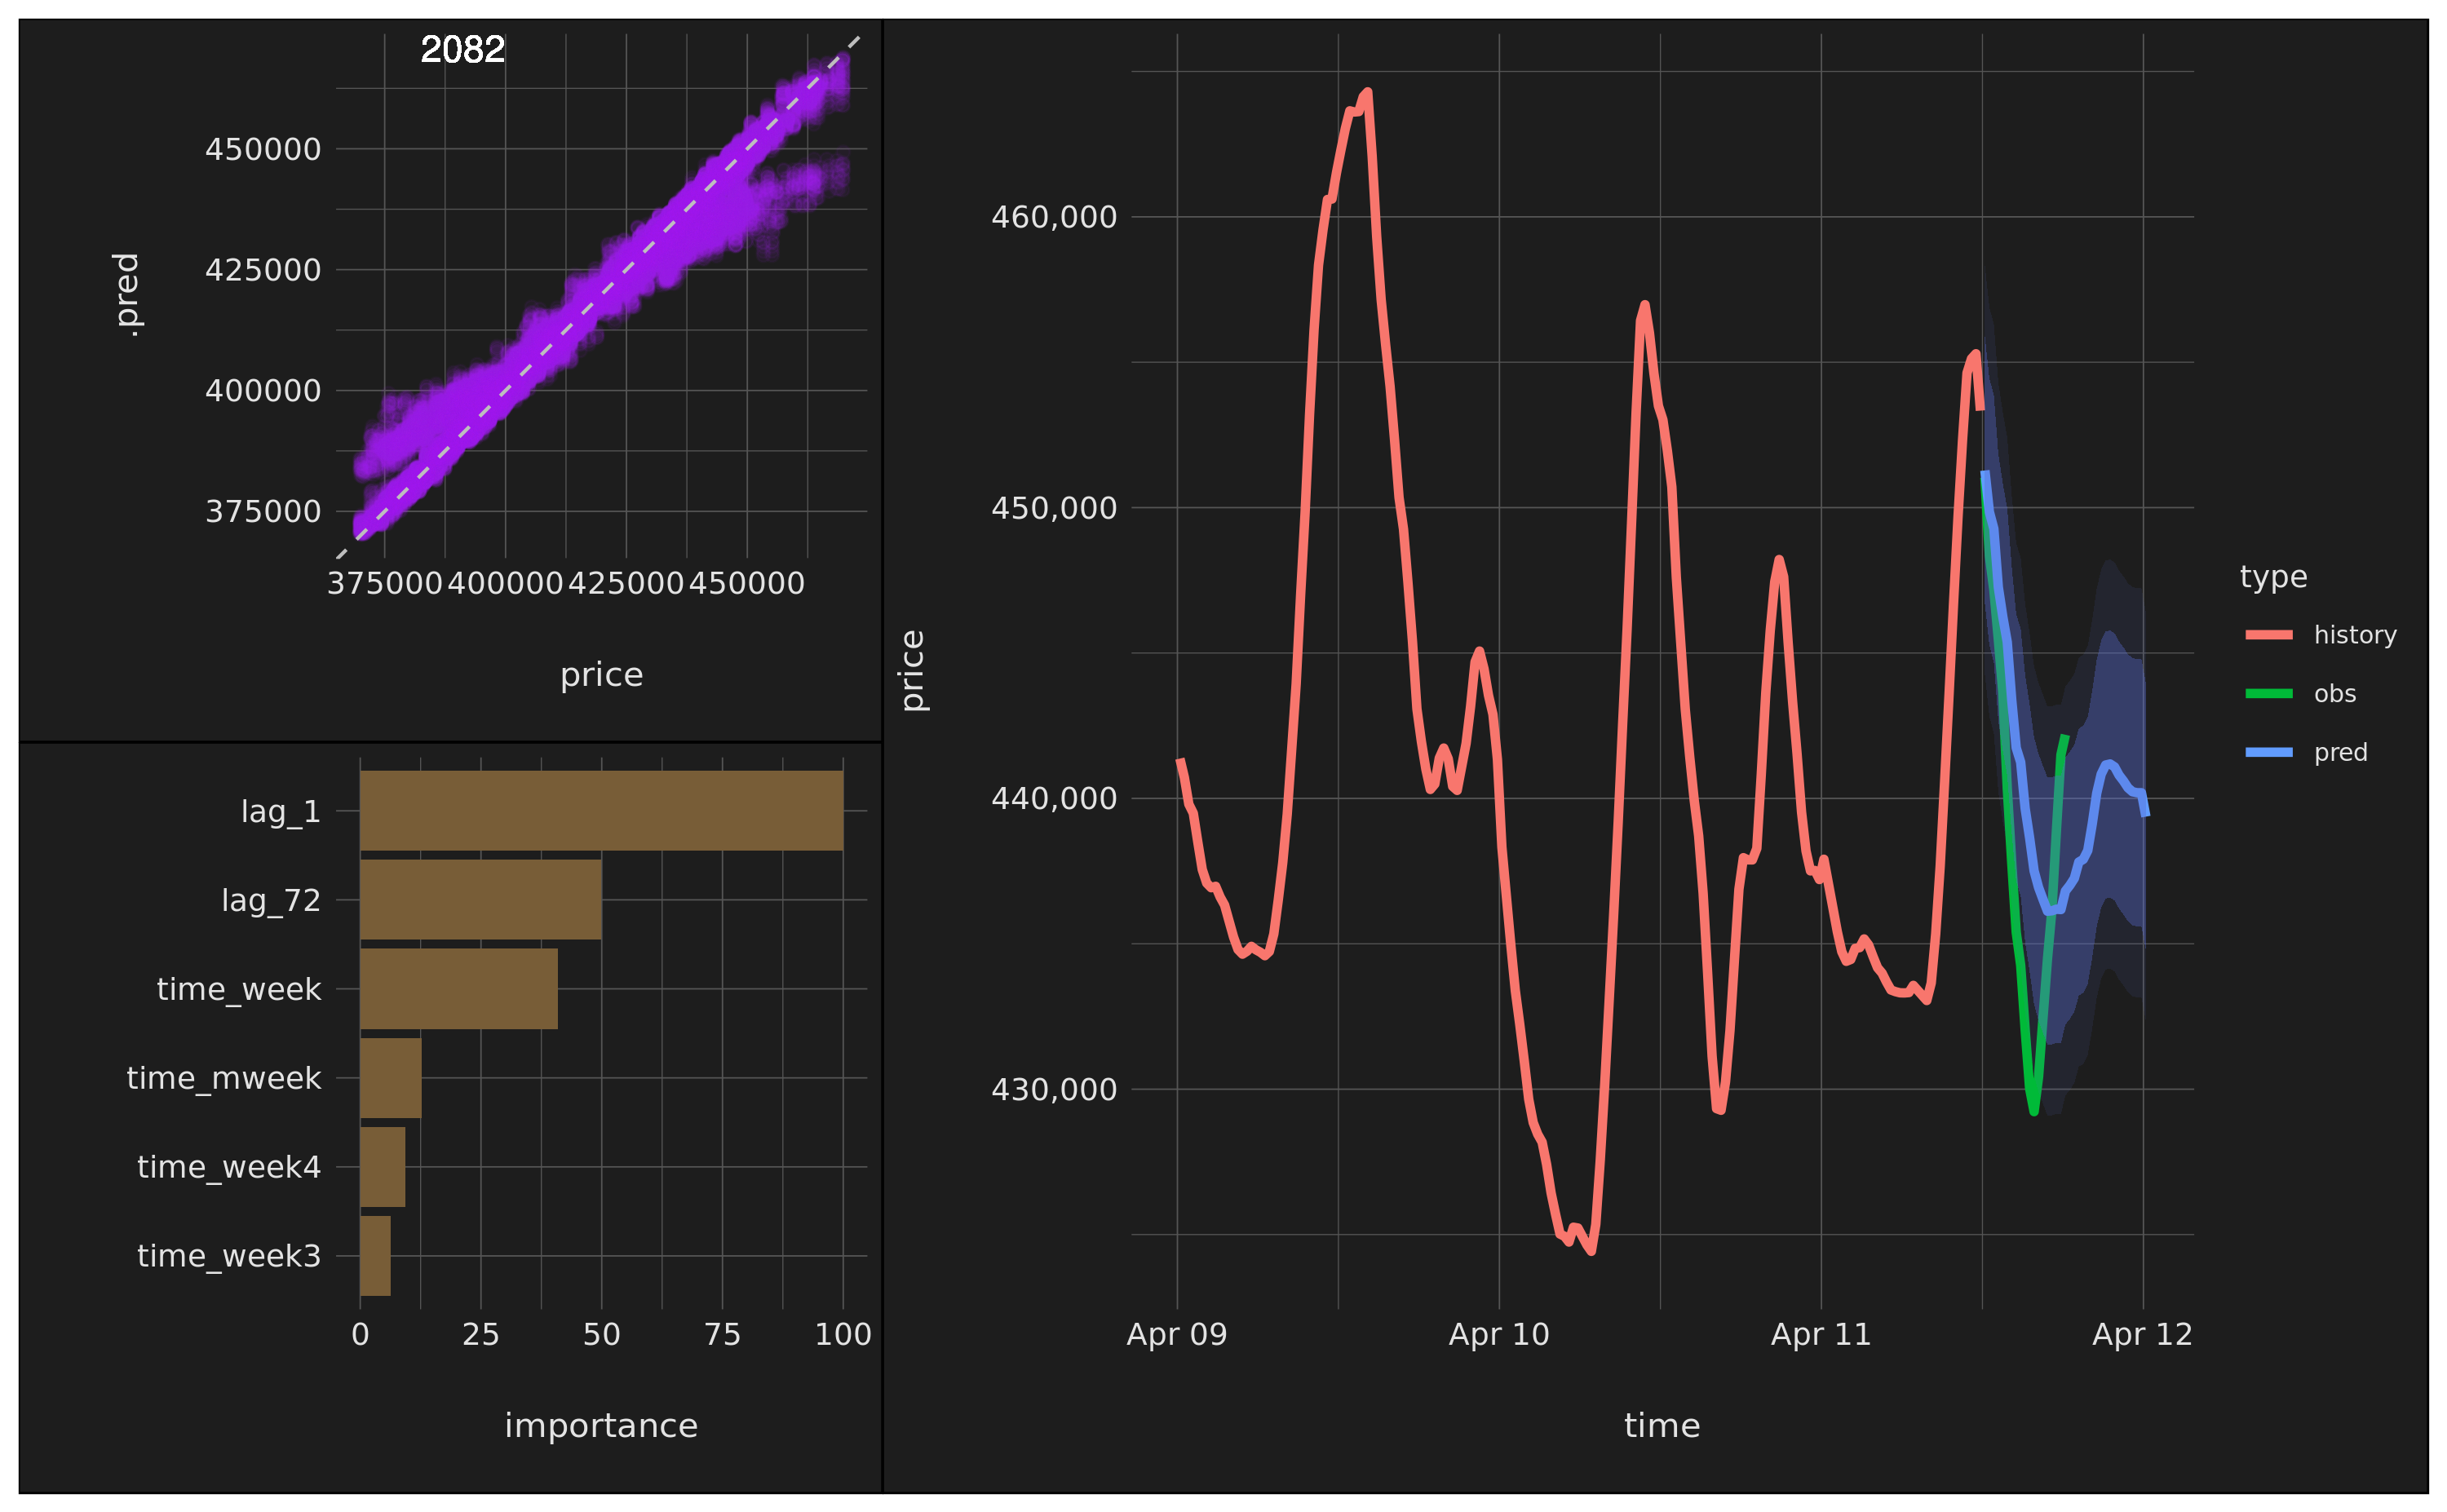 2082
.pred
450000
425000
400000
375000
375000 400000 425000 450000
price
lag_1
lag_72
time_week
time_mweek
time_week4
time_week3
0 25 50 75 100
importance
price
460,000
450,000
440,000
430,000
Apr 09 Apr 10 Apr 11 Apr 12
time
type
history
obs
pred